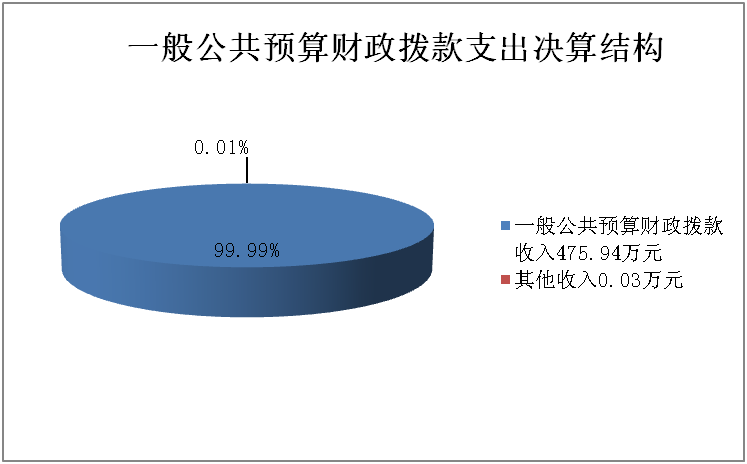 一般公共预算财政拨款支出决算结构
0.01%
99.99%
一般公共预算财政拨款
收入475.94万元
其他收入0.03万元